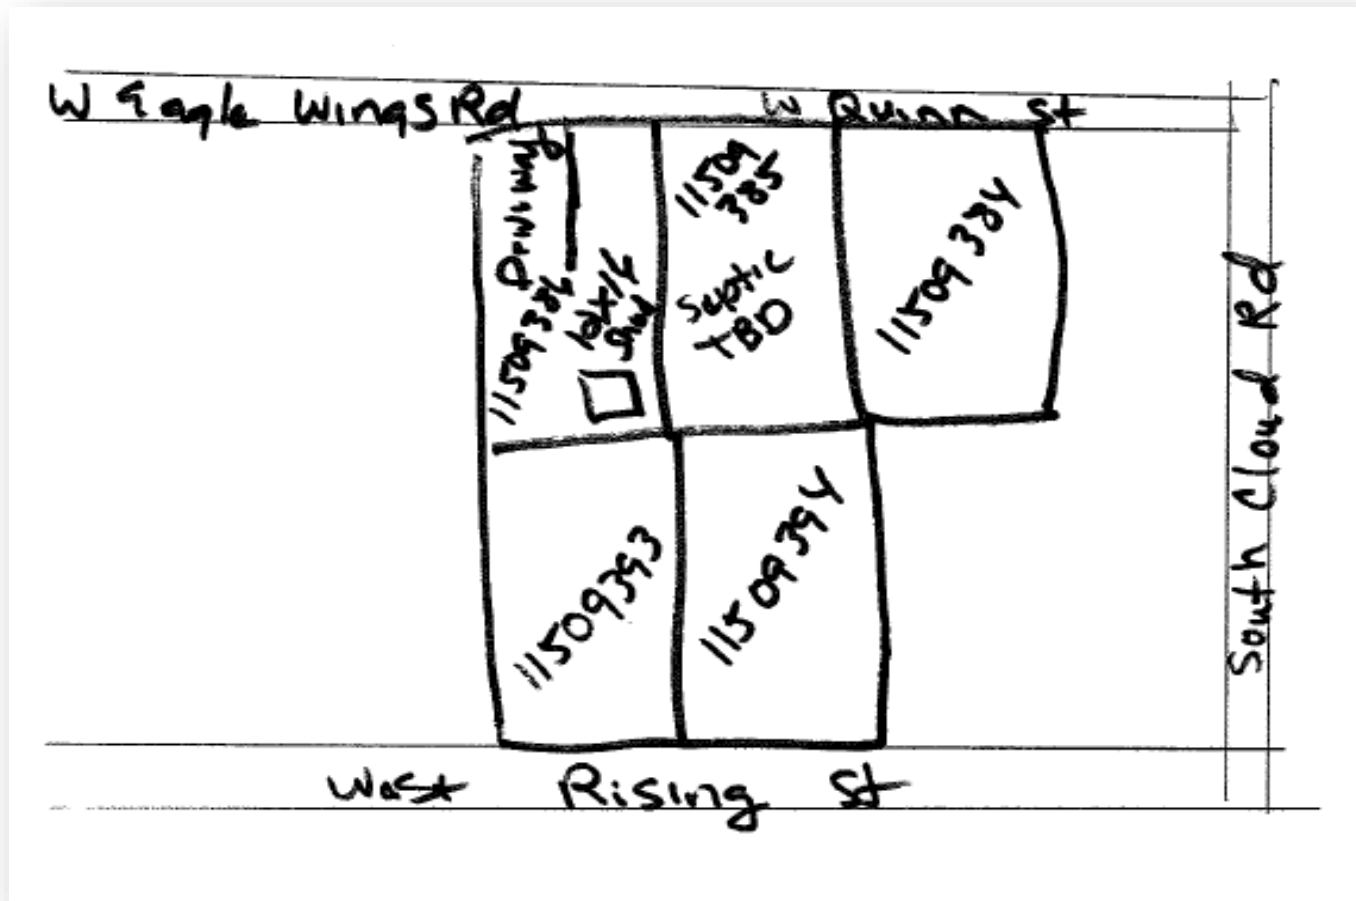 W Eagle Wings Rd
W Quinn St
Driveway
11509386
Shed
11509
385
Septic
TBD
11509384
South Cloud Rd
11509393
11509394
West Rising St